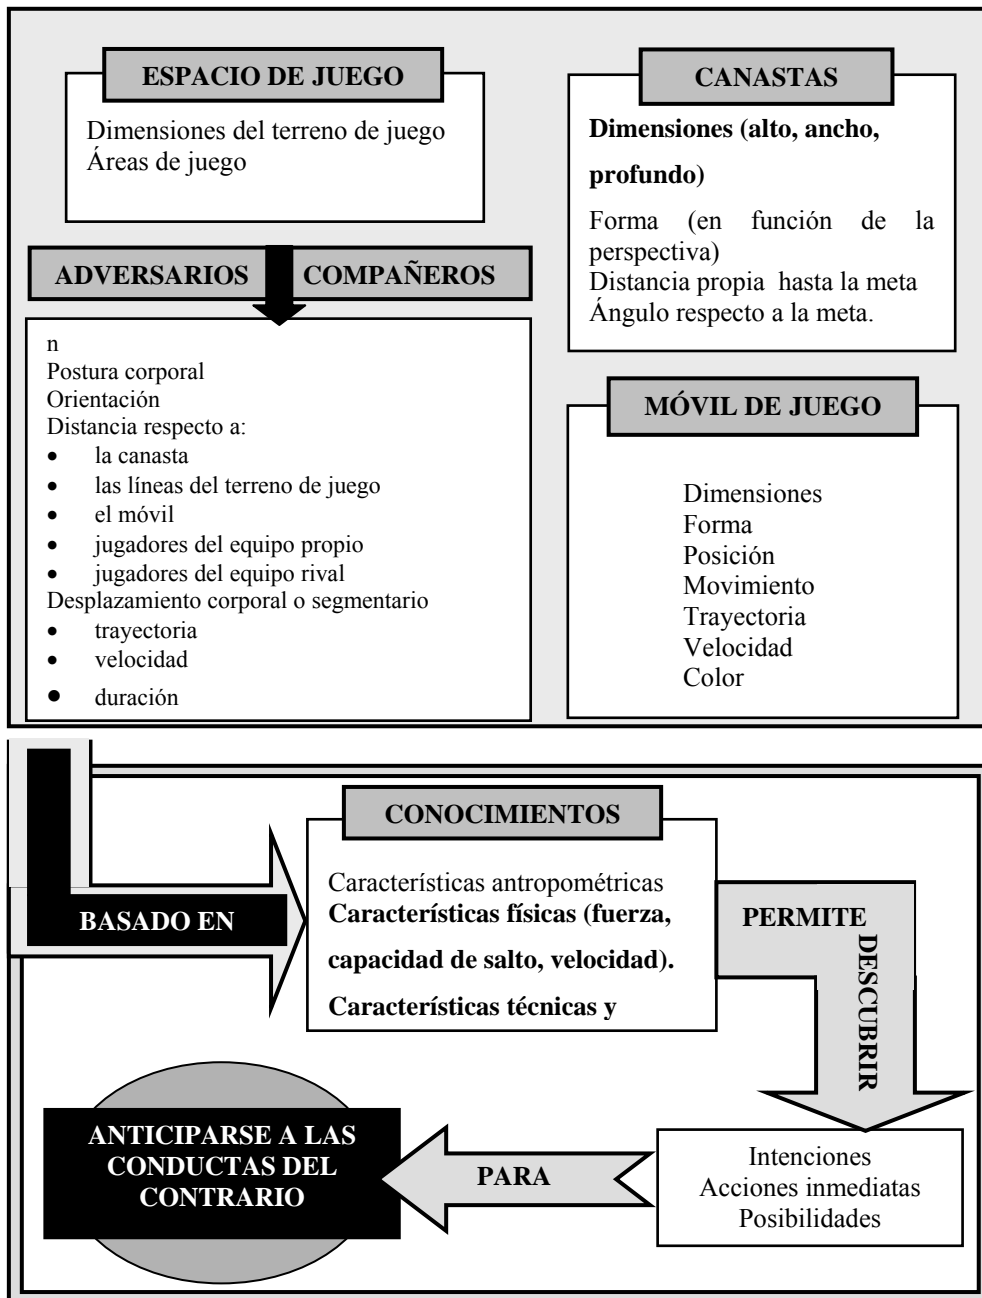 ESPACIO DE JUEGO
Dimensiones del terreno de juego
Áreas de juego
CANASTAS
Dimensiones (alto, ancho,
profundo)
Forma (en función de la
perspectiva)
Distancia propia hasta la meta
Ángulo respecto a la meta.
ADVERSARIOS COMPAÑEROS
n
Postura corporal
Orientación
Distancia respecto a:
• la canasta
• las líneas del terreno de juego
• el móvil
• jugadores del equipo propio
• jugadores del equipo rival
Desplazamiento corporal o segmentario
• trayectoria
• velocidad
• duración
MÓVIL DE JUEGO
Dimensiones
Forma
Posición
Movimiento
Trayectoria
Velocidad
Color
BASADO EN
CONOCIMIENTOS
Características antropométricas
Características físicas (fuerza,
capacidad de salto, velocidad).
Características técnicas y
PERMITE
DESCUBRIR
Intenciones
Acciones inmediatas
Posibilidades
PARA
ANTICIPARSE A LAS
CONDUCTAS DEL
CONTRARIO